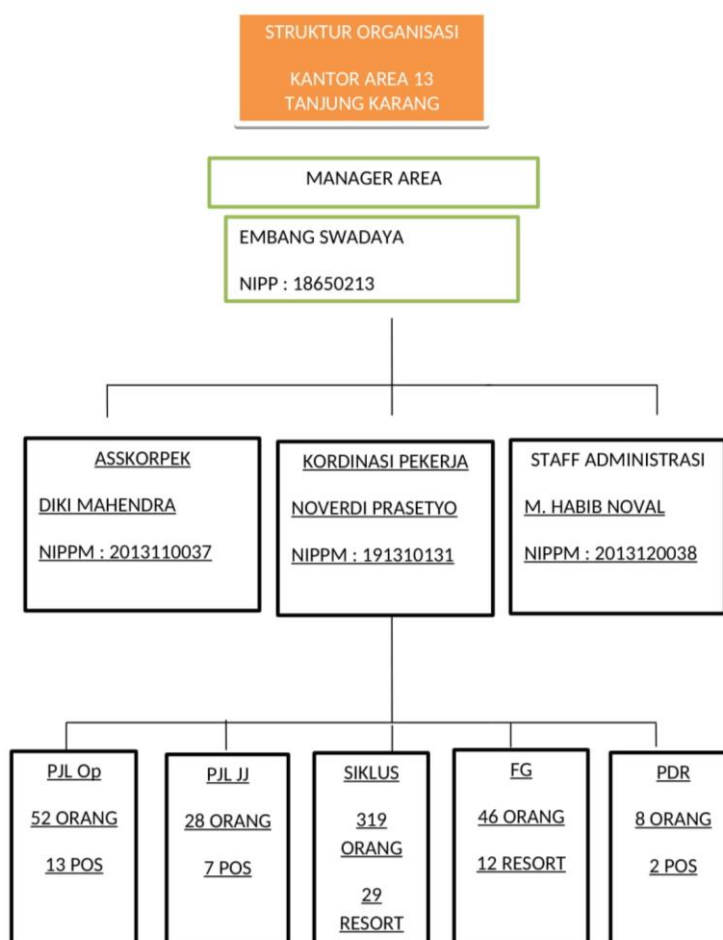 STRUKTUR ORGANISASI
KANTOR AREA 13
TANJUNG KARANG
MANAGER AREA
EMBANG SWADAYA
NIPP : 18650213
ASSKORPEK
DIKI MAHENDRA
NIPPM : 2013110037
KORDINASI PEKERJA
NOVERDI PRASETYO
NIPPM : 191310131
STAFF ADMINISTRASI
M. HABIB NOVAL
NIPPM : 2013120038
PJL Op
52 ORANG
13 POS
PJL JJ
28 ORANG
7 POS
SIKLUS
319
ORANG
29
RESORT
FG
46 ORANG
12 RESORT
PDR
8 ORANG
2 POS